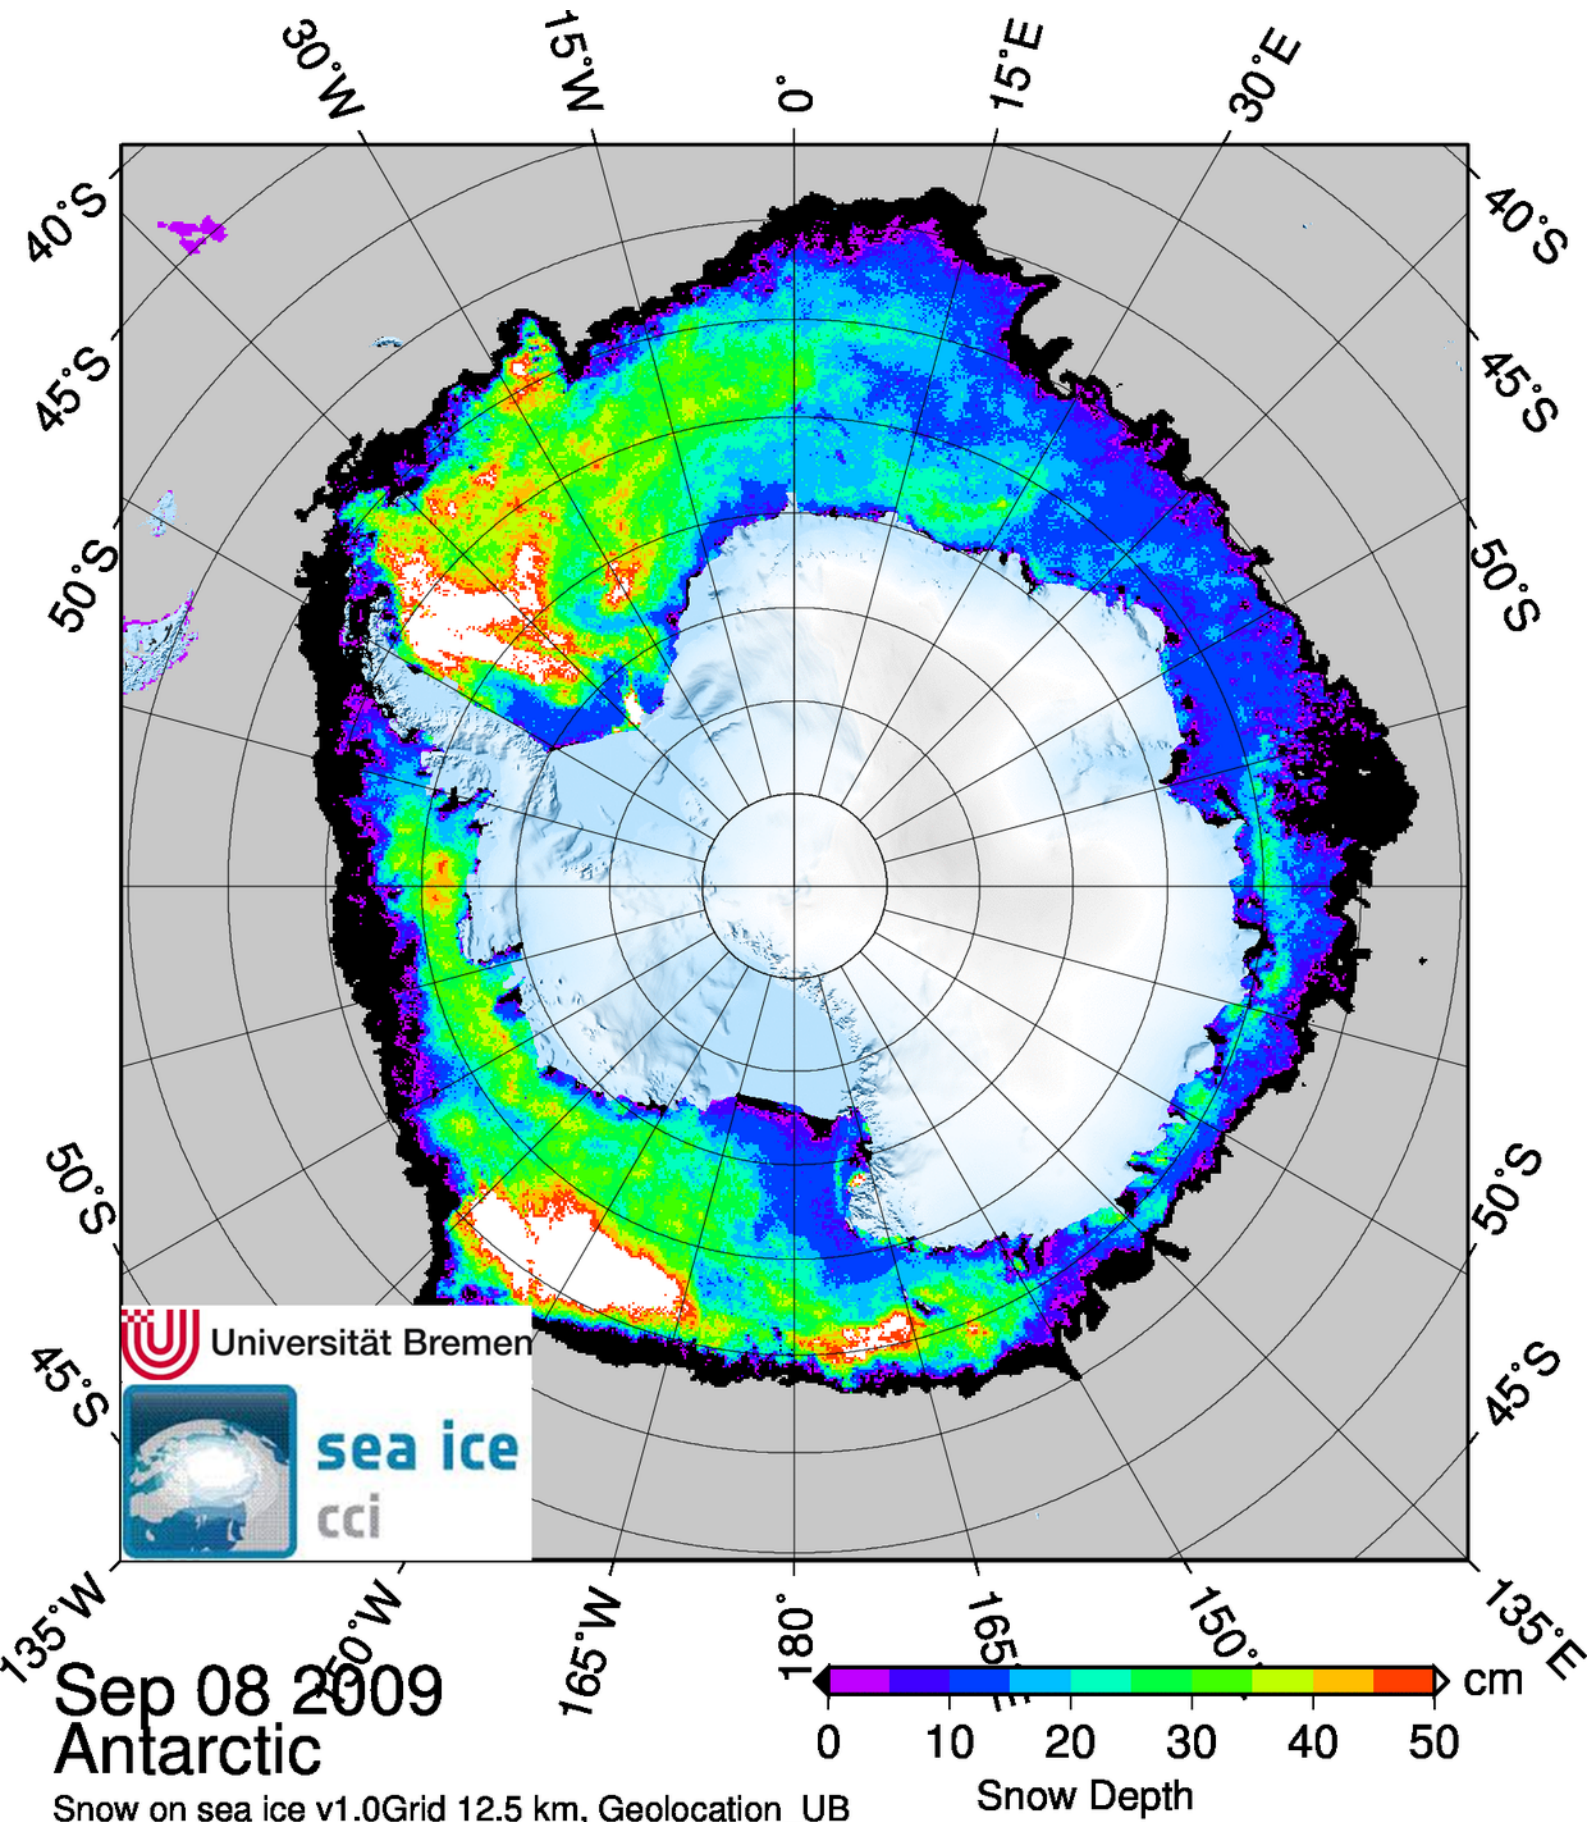 30°W 15°W 0° 15°E 30°E
40°S 40°S
45°S 45°S
50°S 50°S
50°S 50°S
45°S 45°S
Universität Bremen
sea ice
cci
135°W 165°W 180° 135°E
Sep 08 2009
Antarctic
Snow on sea ice v1.0Grid 12.5 km, Geolocation UB
cm
0 10 20 30 40 50
Snow Depth